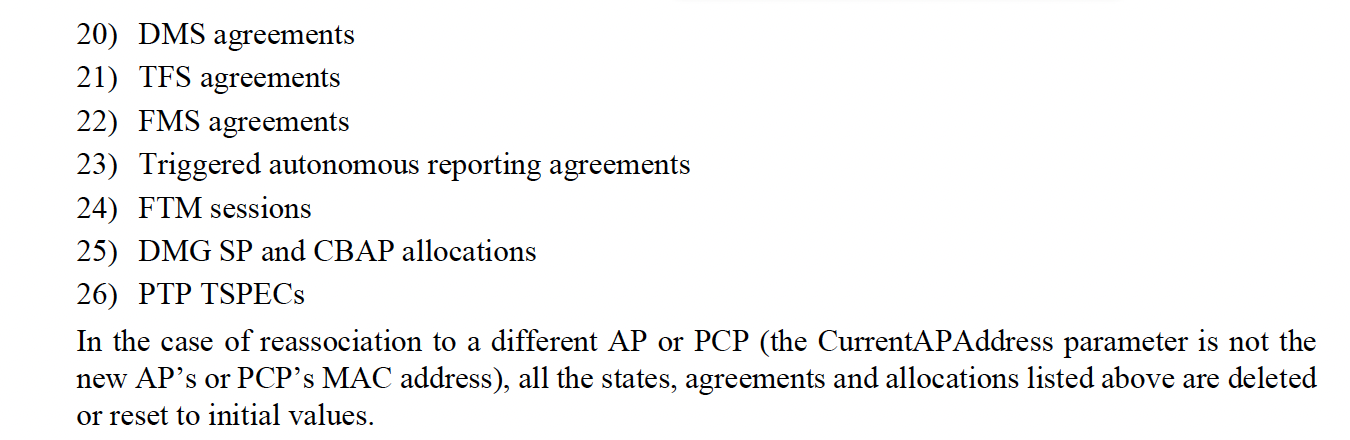 20) DMS agreements
21) TFS agreements
22) FMS agreements
23) Triggered autonomous reporting agreements
24) FTM sessions
25) DMG SP and CBAP allocations
26) PTP TSPECs
In the case of reassociation to a different AP or PCP (the CurrentAPAddress parameter is not the
new AP’s or PCP’s MAC address), all the states, agreements and allocations listed above are deleted
or reset to initial values.